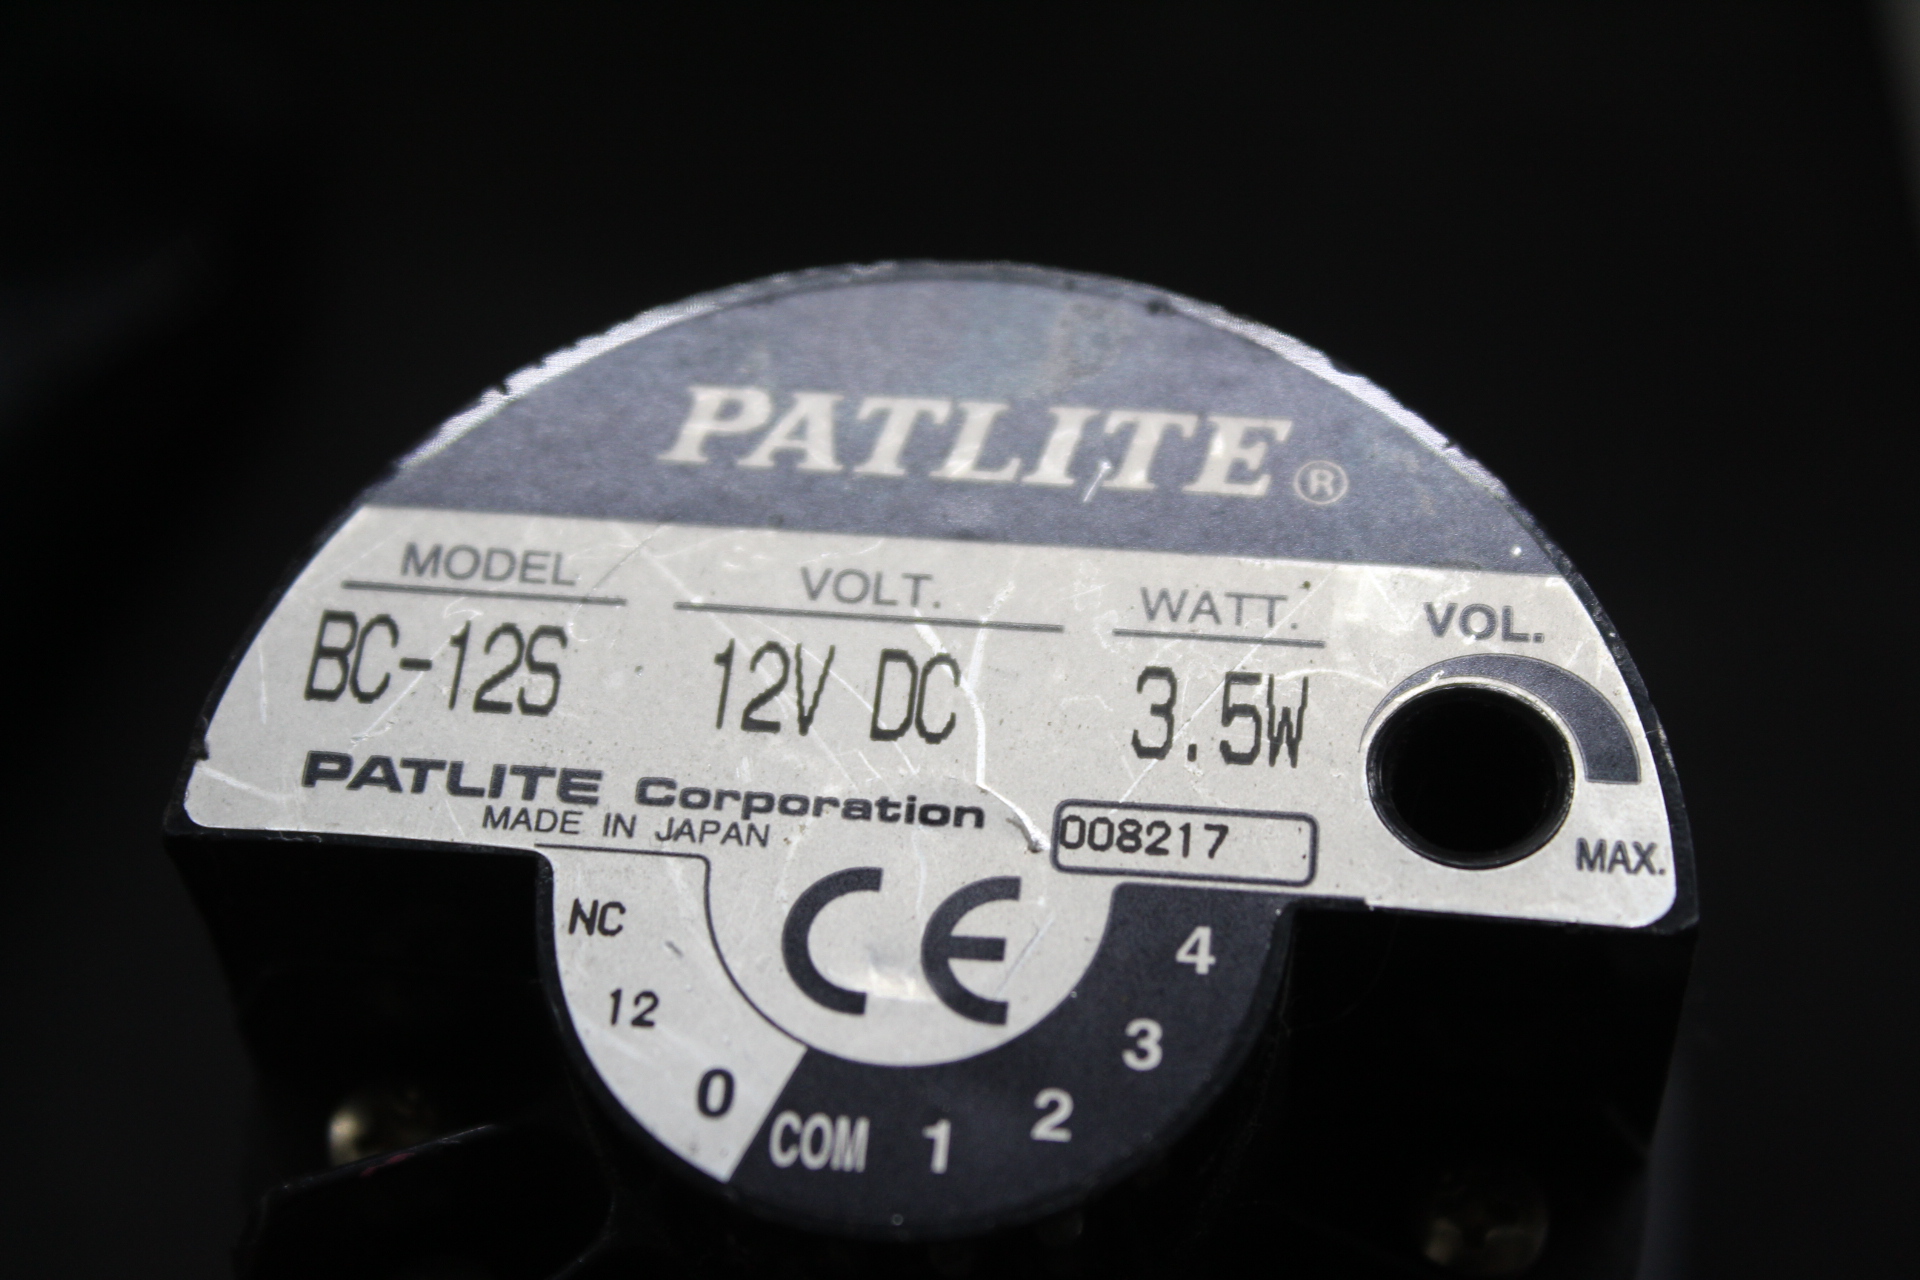 PATLITE®
MODEL VOLT. WATT. VOL.
BC-12S 12V DC 3.5W
PATLITE Corporation
MADE IN JAPAN
008217
MAX.
CE
NC
12
0
COM
1
2
3
4